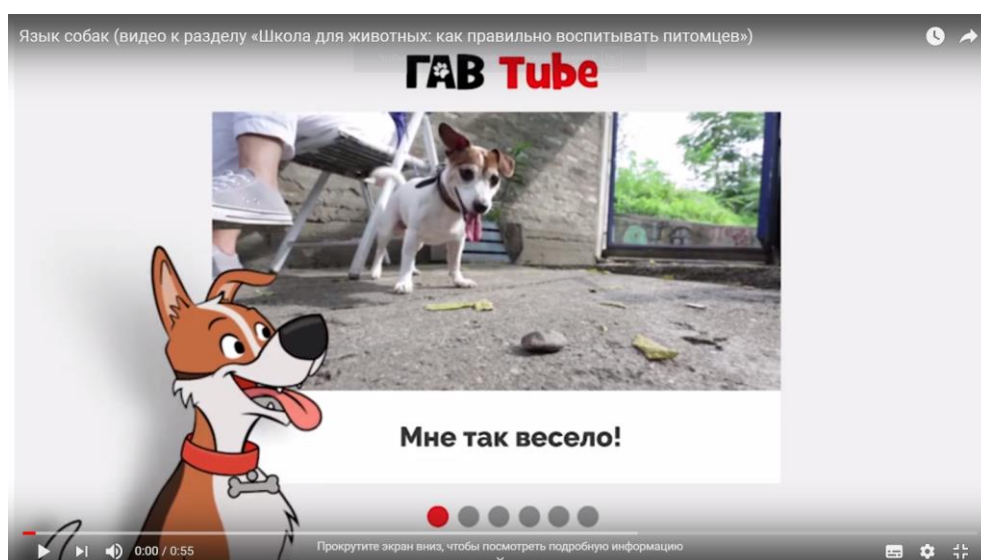 Язык собак (видео к разделу «Школа для животных: как правильно воспитывать питомцев»)
ГАВ Tube
Мне так весело!
0:00 / 0:55
Прокрутите экран вниз, чтобы посмотреть подробную информацию